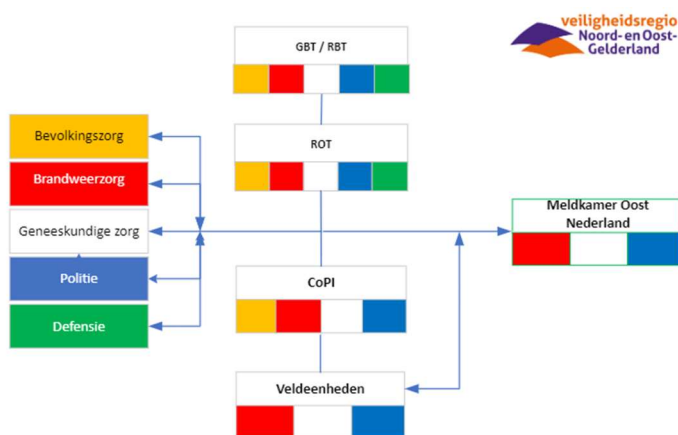 veiligheidsregio
Noord- en Oost-
Gelderland
GBT / RBT
ROT
Bevolkingszorg
Brandweerzorg
Geneeskundige zorg
Politie
Defensie
Meldkamer Oost
Nederland
CoPI
Veldeenheden